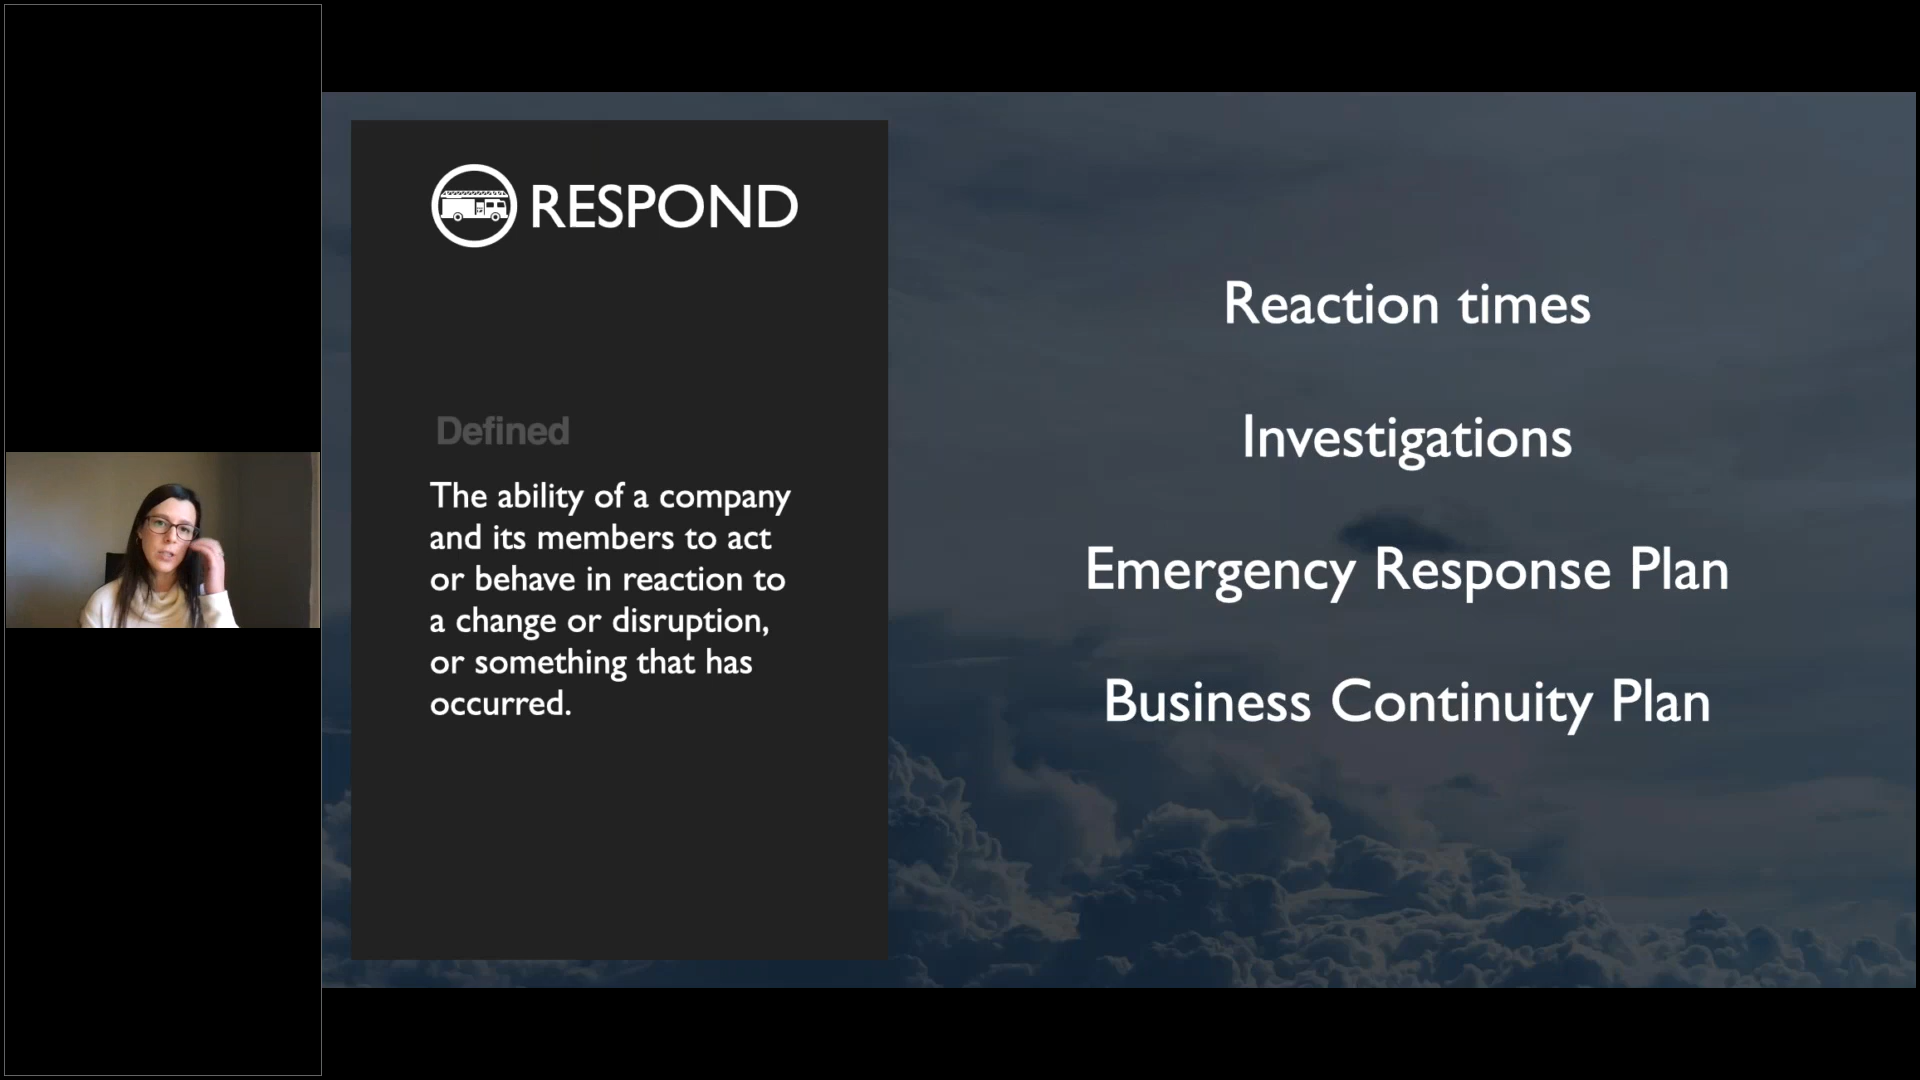 RESPOND
Defined
The ability of a company
and its members to act
or behave in reaction to
a change or disruption,
or something that has
occurred.
Reaction times
Investigations
Emergency Response Plan
Business Continuity Plan